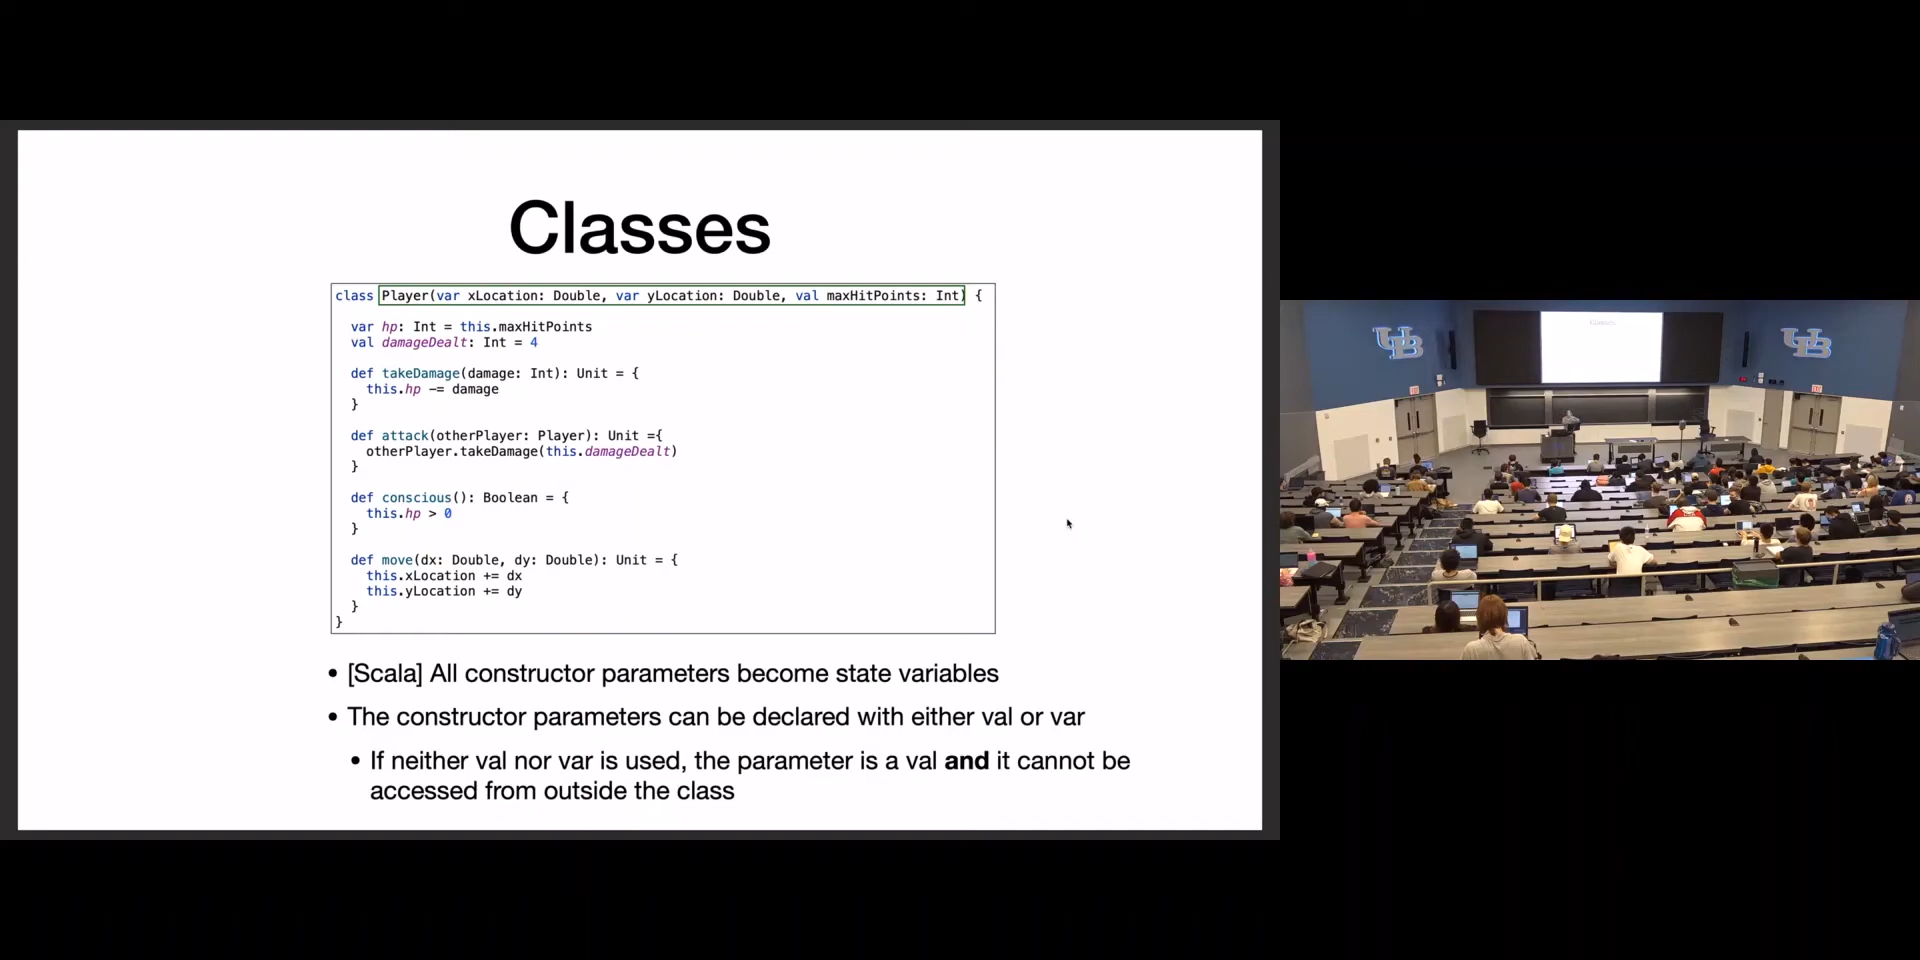 Classes
class Player(var xLocation: Double, var yLocation: Double, val maxHitPoints: Int) {
var hp: Int = this.maxHitPoints
val damageDealt: Int = 4
def takeDamage(damage: Int): Unit = {
this.hp -= damage
}
def attack(otherPlayer: Player): Unit ={
otherPlayer.takeDamage(this.damageDealt)
}
def conscious(): Boolean = {
this.hp > 0
}
def move(dx: Double, dy: Double): Unit = {
this.xLocation += dx
this.yLocation += dy
}
}
• [Scala] All constructor parameters become state variables
• The constructor parameters can be declared with either val or var
• If neither val nor var is used, the parameter is a val and it cannot be
accessed from outside the class
UB
Classes
UB